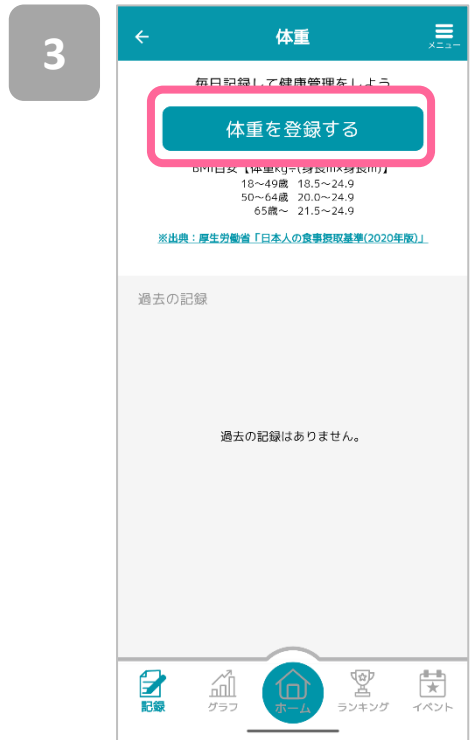 3
体重
メニュー
毎日記録して健康管理をしよう
体重を登録する
BMI目安【体重kg÷(身長m×身長m)】
18〜49歳 18.5〜24.9
50〜64歳 20.0〜24.9
65歳〜 21.5〜24.9
※出典：厚生労働省「日本人の食事摂取基準(2020年版)」
過去の記録
過去の記録はありません。
記録
グラフ
ホーム
ランキング
イベント